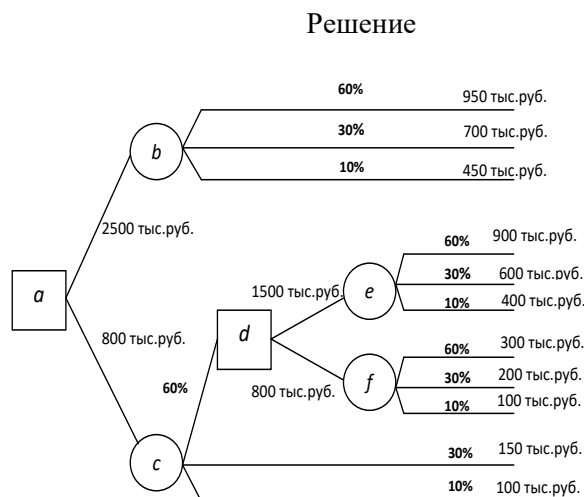 Решение
60% 950 тыс.руб.
30% 700 тыс.руб.
b
10% 450 тыс.руб.
2500 тыс.руб.
60% 900 тыс.руб.
30% 600 тыс.руб.
a
1500 тыс.руб. e
10% 400 тыс.руб.
800 тыс.руб.
d
60% 300 тыс.руб.
30% 200 тыс.руб.
60% 800 тыс.руб. f
10% 100 тыс.руб.
30% 150 тыс.руб.
c
10% 100 тыс.руб.